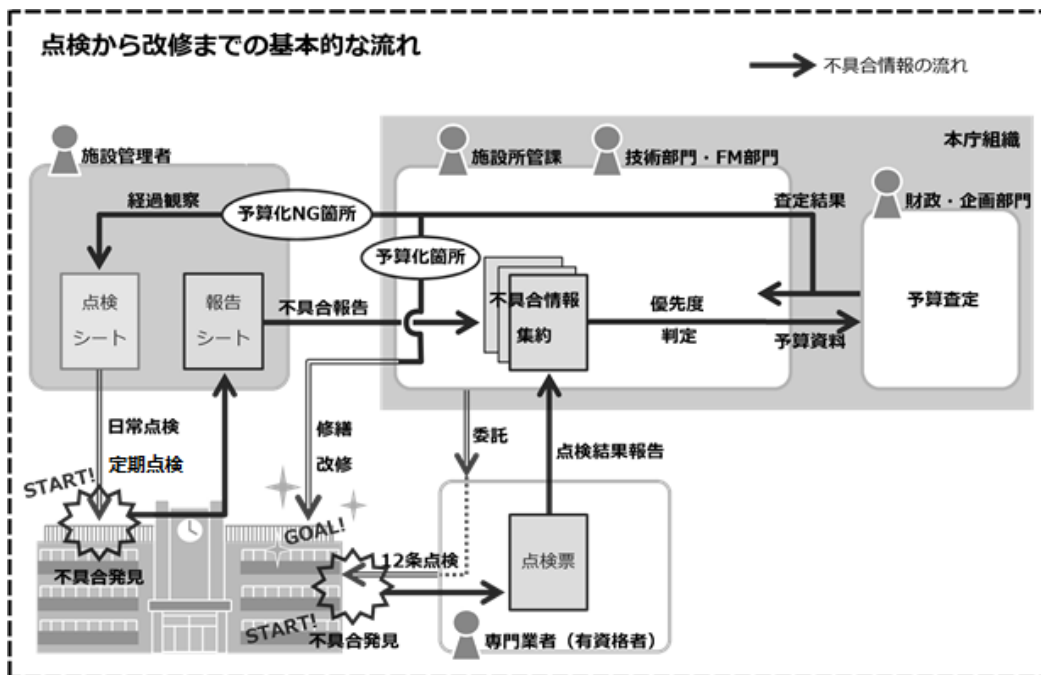 点検から改修までの基本的な流れ
不具合情報の流れ
本庁組織
施設管理者
施設所管課
技術部門・FM部門
財政・企画部門
経過観察
予算化NG箇所
査定結果
予算化箇所
点検
シート
報告
シート
不具合報告
不具合情報
集約
優先度
判定
予算資料
予算査定
日常点検
定期点検
修繕
改修
委託
点検結果報告
START!
GOAL!
不具合発見
12条点検
点検票
START!
不具合発見
専門業者（有資格者）